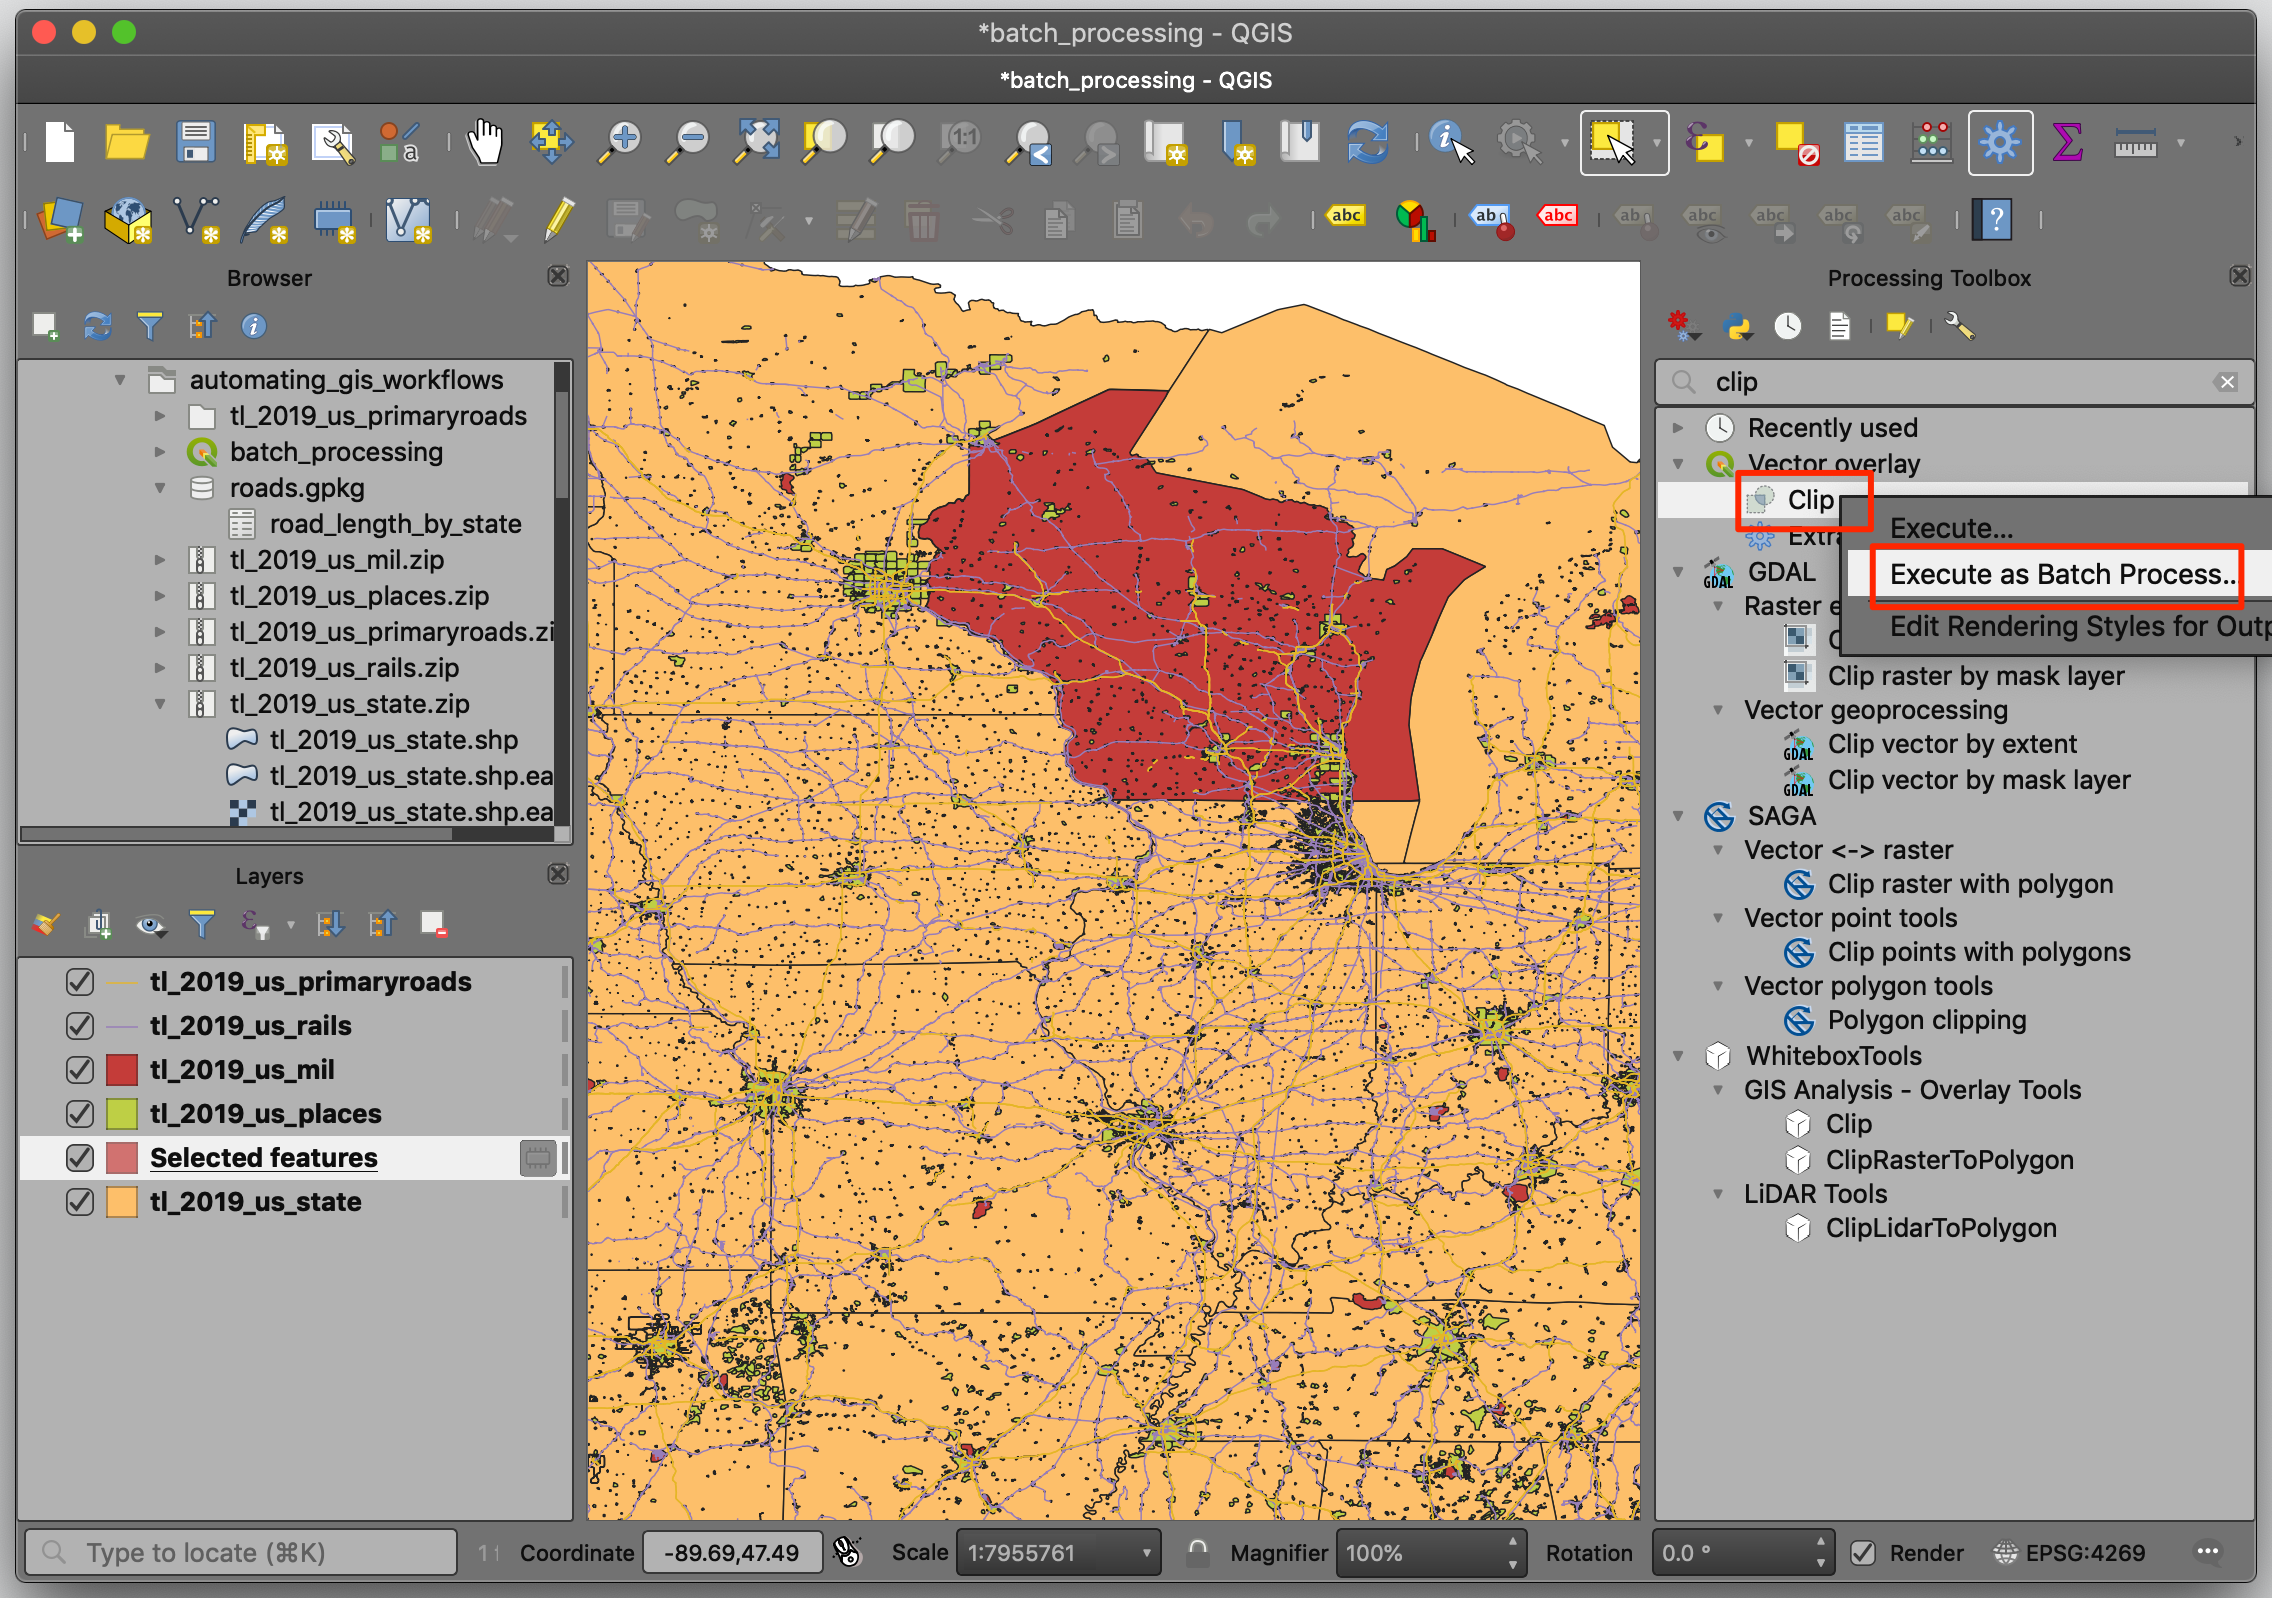 *batch_processing - QGIS
*batch_processing - QGIS
1:1
a
abc
ab
abc
ab
abc
abc
abc
abc
?
Browser
automating_gis_workflows
tl_2019_us_primaryroads
batch_processing
roads.gpkg
road_length_by_state
tl_2019_us_mil.zip
tl_2019_us_places.zip
tl_2019_us_primaryroads.zi
tl_2019_us_rails.zip
tl_2019_us_state.zip
tl_2019_us_state.shp
tl_2019_us_state.shp.ea
tl_2019_us_state.shp.ea
Layers
tl_2019_us_primaryroads
tl_2019_us_rails
tl_2019_us_mil
tl_2019_us_places
Selected features
tl_2019_us_state
Processing Toolbox
clip
Recently used
Vector overlay
Clip
Extra
Execute...
Execute as Batch Process...
Edit Rendering Styles for Outp
GDAL
GDAL
Raster e
C
Clip raster by mask layer
Vector geoprocessing
GDAL
Clip vector by extent
GDAL
Clip vector by mask layer
SAGA
Vector <-> raster
Clip raster with polygon
Vector point tools
Clip points with polygons
Vector polygon tools
Polygon clipping
WhiteboxTools
GIS Analysis - Overlay Tools
Clip
ClipRasterToPolygon
LiDAR Tools
ClipLidarToPolygon
Type to locate (⌘K)
Coordinate -89.69,47.49 Scale 1:7955761 Magnifier 100% Rotation 0.0 ° Render EPSG:4269